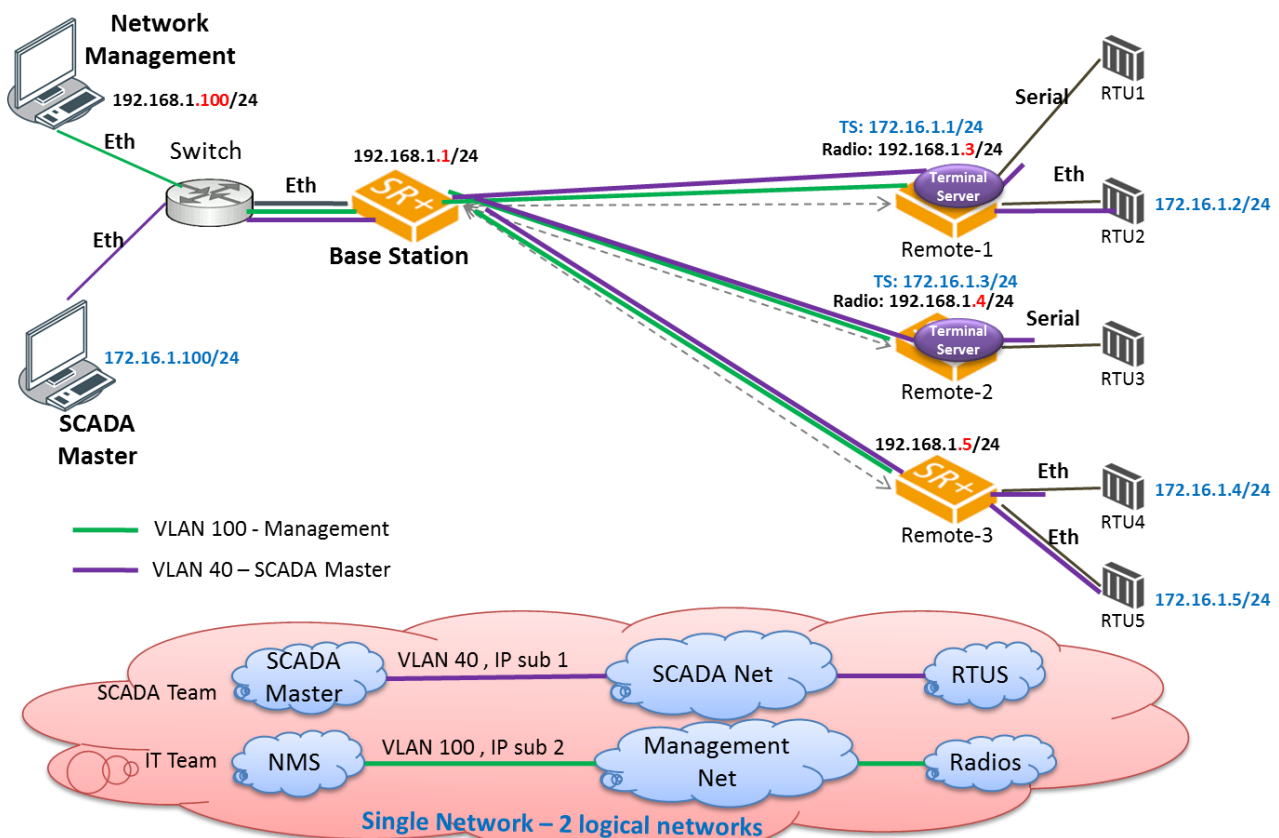 Network
Management
192.168.1.100/24
Eth
Switch
Eth
192.168.1.1/24
SR+
Base Station
Eth
172.16.1.100/24
SCADA
Master
TS: 172.16.1.1/24
Radio: 192.168.1.3/24
Terminal
Server
Remote-1
Serial
RTU1
Eth
RTU2
172.16.1.2/24
TS: 172.16.1.3/24
Radio: 192.168.1.4/24
Terminal
Server
Remote-2
Serial
RTU3
192.168.1.5/24
SR+
Remote-3
Eth
RTU4
172.16.1.4/24
Eth
RTU5
172.16.1.5/24
VLAN 100 - Management
VLAN 40 – SCADA Master
SCADA Team
SCADA
Master
VLAN 40 , IP sub 1
SCADA Net
RTUS
IT Team
NMS
VLAN 100 , IP sub 2
Management
Net
Radios
Single Network – 2 logical networks